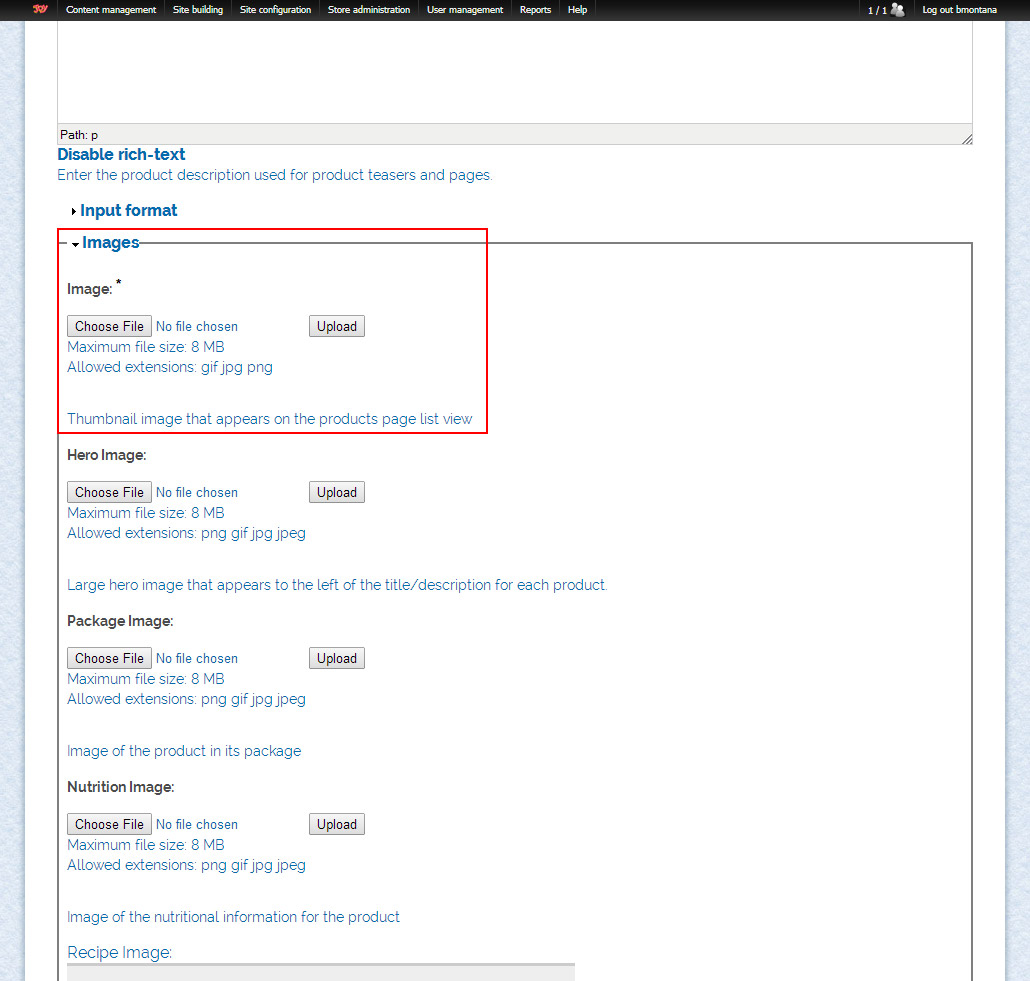 Content management Site building Site configuration Store administration User management Reports Help 1 / 1 Log out bmontana
Path: p
Disable rich-text
Enter the product description used for product teasers and pages.
Input format
Images
Image: *
Choose File No file chosen Upload
Maximum file size: 8 MB
Allowed extensions: gif jpg png
Thumbnail image that appears on the products page list view
Hero Image:
Choose File No file chosen Upload
Maximum file size: 8 MB
Allowed extensions: png gif jpg jpeg
Large hero image that appears to the left of the title/description for each product.
Package Image:
Choose File No file chosen Upload
Maximum file size: 8 MB
Allowed extensions: png gif jpg jpeg
Image of the product in its package
Nutrition Image:
Choose File No file chosen Upload
Maximum file size: 8 MB
Allowed extensions: png gif jpg jpeg
Image of the nutritional information for the product
Recipe Image: